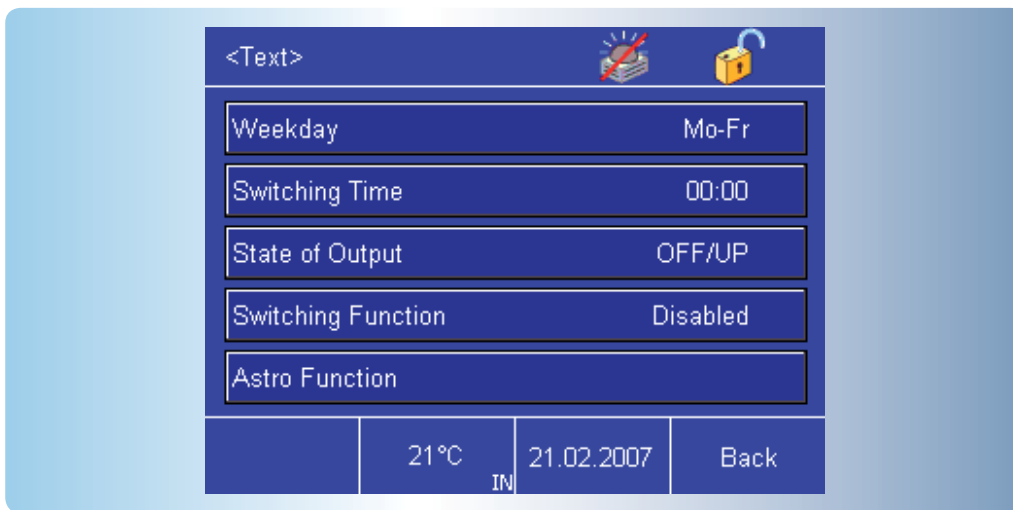 <Text>
Weekday Mo-Fr
Switching Time 00:00
State of Output OFF/UP
Switching Function Disabled
Astro Function
21°C IN 21.02.2007 Back